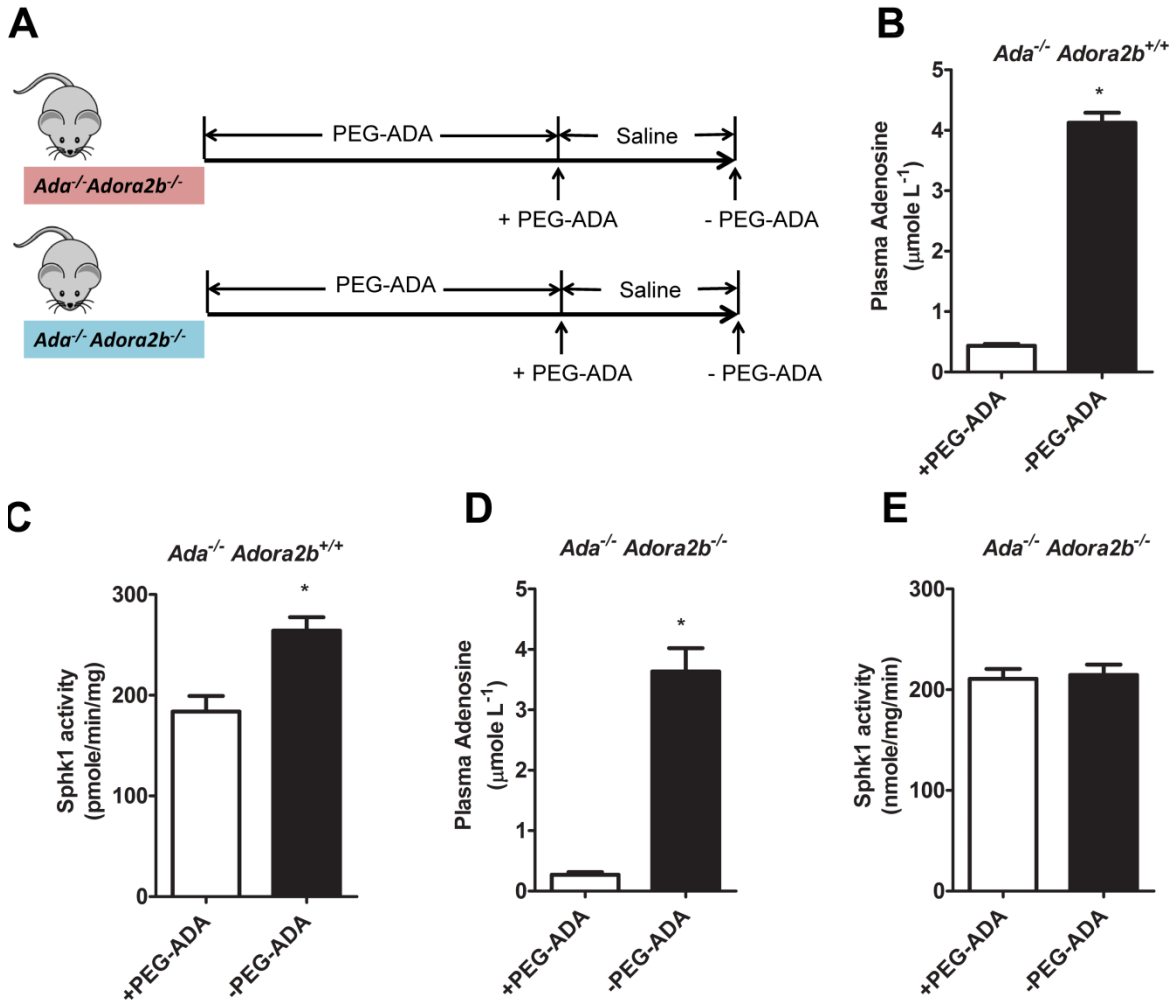 A
PEG-ADA
Saline
Ada-/-Adora2b-/-
+ PEG-ADA
- PEG-ADA
PEG-ADA
Saline
Ada-/- Adora2b-/-
+ PEG-ADA
- PEG-ADA
B
Ada-/- Adora2b+/+
Plasma Adenosine
(μmole L-1)
5
4
3
2
1
0
*
+PEG-ADA
-PEG-ADA
C
Ada-/- Adora2b+/+
Sphk1 activity
(pmole/min/mg)
300
200
100
0
*
+PEG-ADA
-PEG-ADA
D
Ada-/- Adora2b-/-
Plasma Adenosine
(μmole L-1)
5
4
3
2
1
0
*
+PEG-ADA
-PEG-ADA
E
Ada-/- Adora2b-/-
Sphk1 activity
(nmole/mg/min)
300
200
100
0
+PEG-ADA
-PEG-ADA